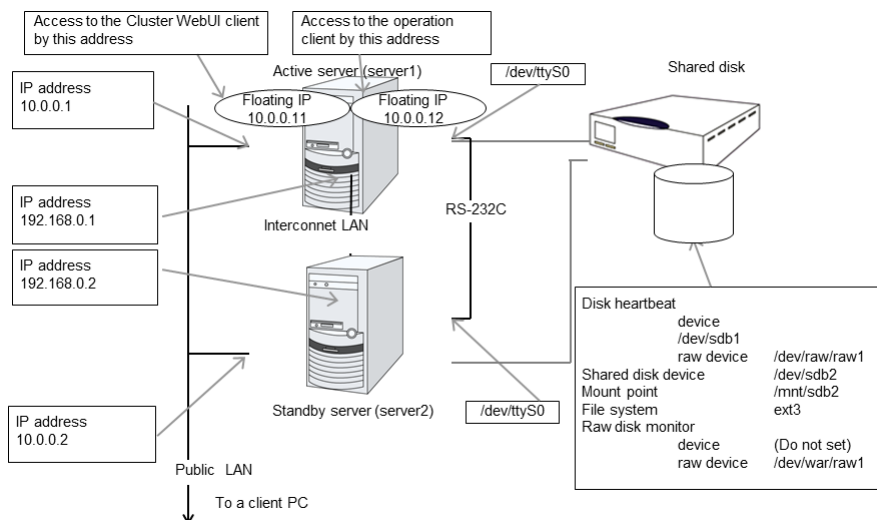 Access to the Cluster WebUI client
by this address
Access to the operation
client by this address
Active server (server1)
/dev/ttyS0
Shared disk
IP address
10.0.0.1
Floating IP
10.0.0.11
Floating IP
10.0.0.12
IP address
192.168.0.1
Interconnet LAN
RS-232C
IP address
192.168.0.2
Disk heartbeat
device
/dev/sdb1
raw device /dev/raw/raw1
Shared disk device /dev/sdb2
Mount point /mnt/sdb2
File system ext3
Raw disk monitor
device (Do not set)
raw device /dev/war/raw1
Standby server (server2)
/dev/ttyS0
IP address
10.0.0.2
Public LAN
To a client PC